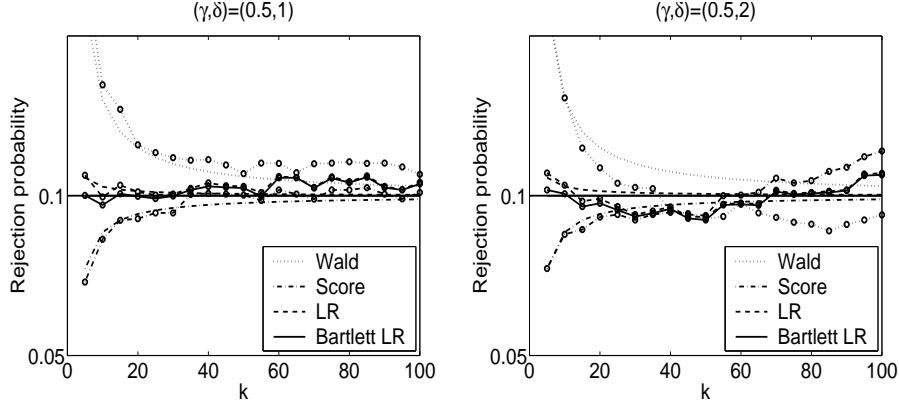 (γ,δ)=(0.5,1)
Rejection probability
0.1
0.05
0 20 40 60 80 100
k
Wald
Score
LR
Bartlett LR
(γ,δ)=(0.5,2)
Rejection probability
0.1
0.05
0 20 40 60 80 100
k
Wald
Score
LR
Bartlett LR